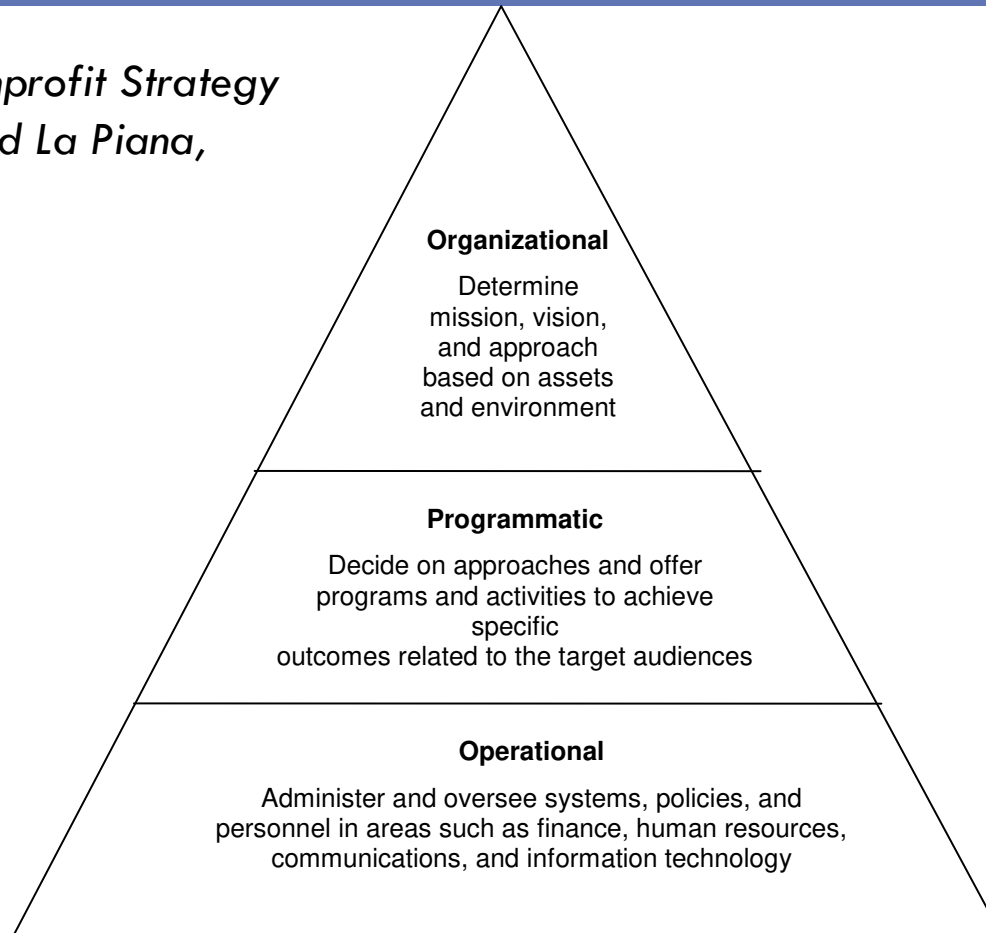 profit Strategy
La Piana,
Organizational
Determine
mission, vision,
and approach
based on assets
and environment
Programmatic
Decide on approaches and offer
programs and activities to achieve
specific
outcomes related to the target audiences
Operational
Administer and oversee systems, policies, and
personnel in areas such as finance, human resources,
communications, and information technology